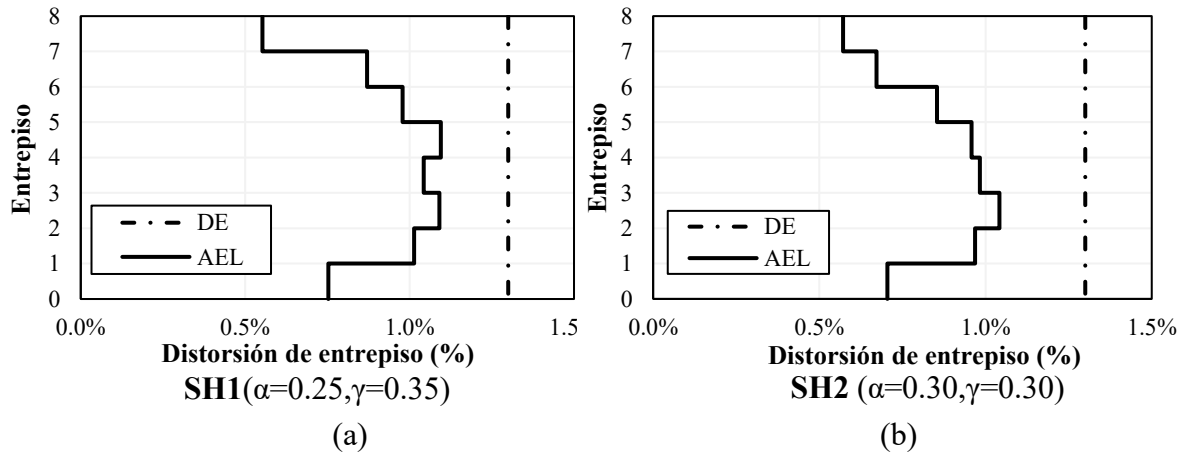 8
7
6
5
4
3
2
1
0
Entrepiso
DE
AEL
0.0% 0.5% 1.0% 1.5
Distorsión de entrepiso (%)
SH1(α=0.25,γ=0.35)
(a)
8
7
6
5
4
3
2
1
0
Entrepiso
DE
AEL
0.0% 0.5% 1.0% 1.5%
Distorsión de entrepiso (%)
SH2 (α=0.30,γ=0.30)
(b)